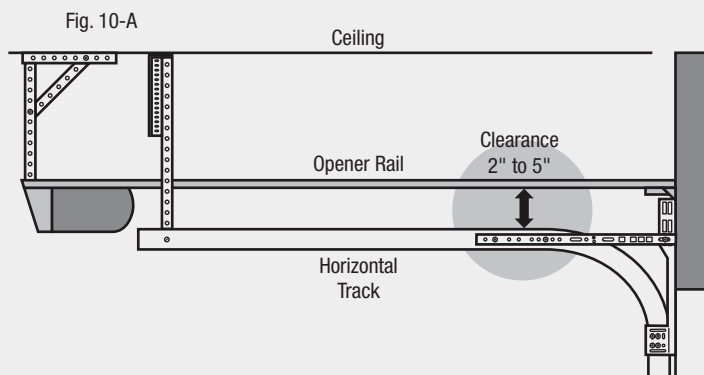 Fig. 10-A
Ceiling
Clearance
2" to 5"
Opener Rail
Horizontal
Track